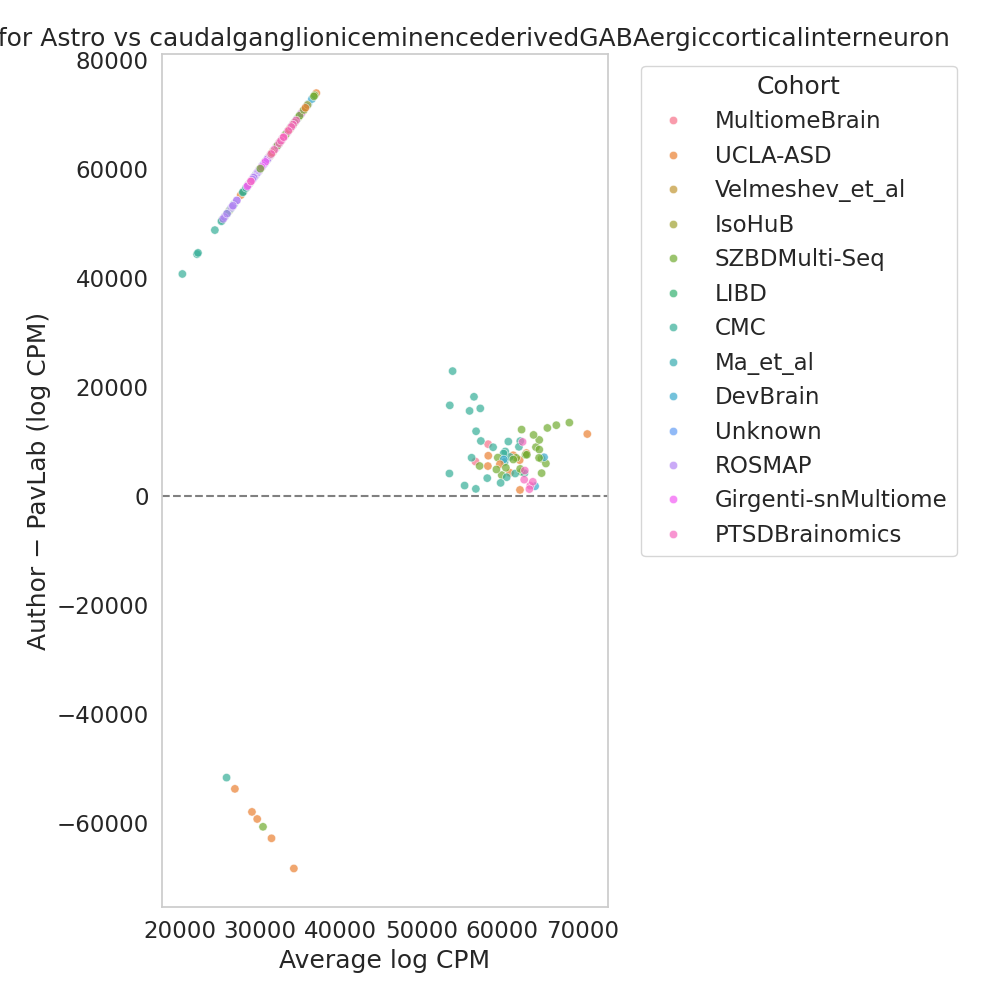 for Astro vs caudalganglioniceminencederivedGABAergiccorticalinterneuron
80000
60000
40000
20000
0
−20000
−40000
−60000
Author − PavLab (log CPM)
20000 30000 40000 50000 60000 70000
Average log CPM
Cohort
MultiomeBrain
UCLA-ASD
Velmeshev_et_al
IsoHuB
SZBDMulti-Seq
LIBD
CMC
Ma_et_al
DevBrain
Unknown
ROSMAP
Girgenti-snMultiome
PTSDBrainomics